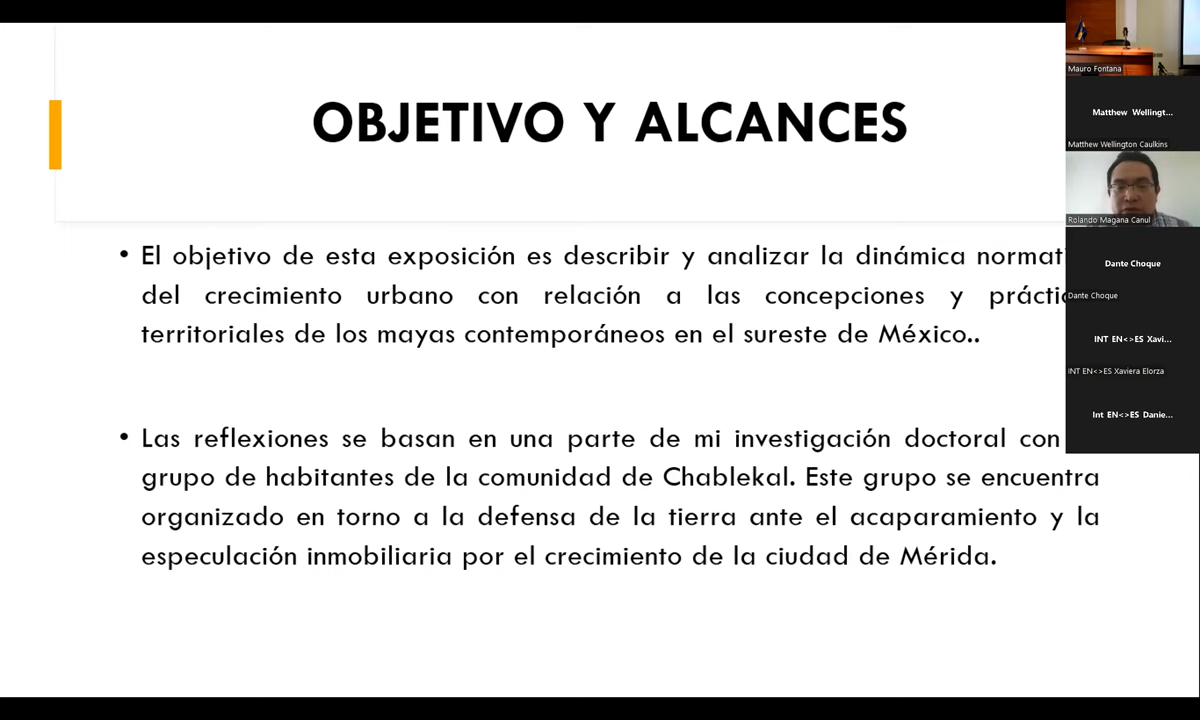 OBJETIVO Y ALCANCES
• El objetivo de esta exposición es describir y analizar la dinámica
del crecimiento urbano con relación a las concepciones y
territoriales de los mayas contemporáneos en el sureste de México..
• Las reflexiones se basan en una parte de mi investigación doctoral con
grupo de habitantes de la comunidad de Chablekal. Este grupo se encuentra
organizado en torno a la defensa de la tierra ante el acaparamiento y la
especulación inmobiliaria por el crecimiento de la ciudad de Mérida.
Mauro Fontana
Matthew Wellingt...
Matthew Wellington Caulkins
Rolando Magana Canul
Dante Choque
Dante Choque
INT EN<>ES Xavi...
INT EN<>ES Xaviera Elorza
Int EN<>ES Danie...